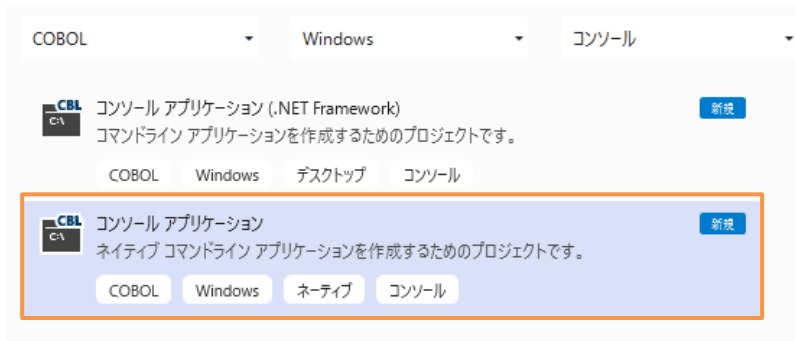 COBOL Windows コンソール
CBL コンソール アプリケーション (.NET Framework) 新規
C:\ コマンドライン アプリケーションを作成するためのプロジェクトです。
COBOL Windows デスクトップ コンソール
CBL コンソール アプリケーション 新規
C:\ ネイティブ コマンドライン アプリケーションを作成するためのプロジェクトです。
COBOL Windows ネーティブ コンソール